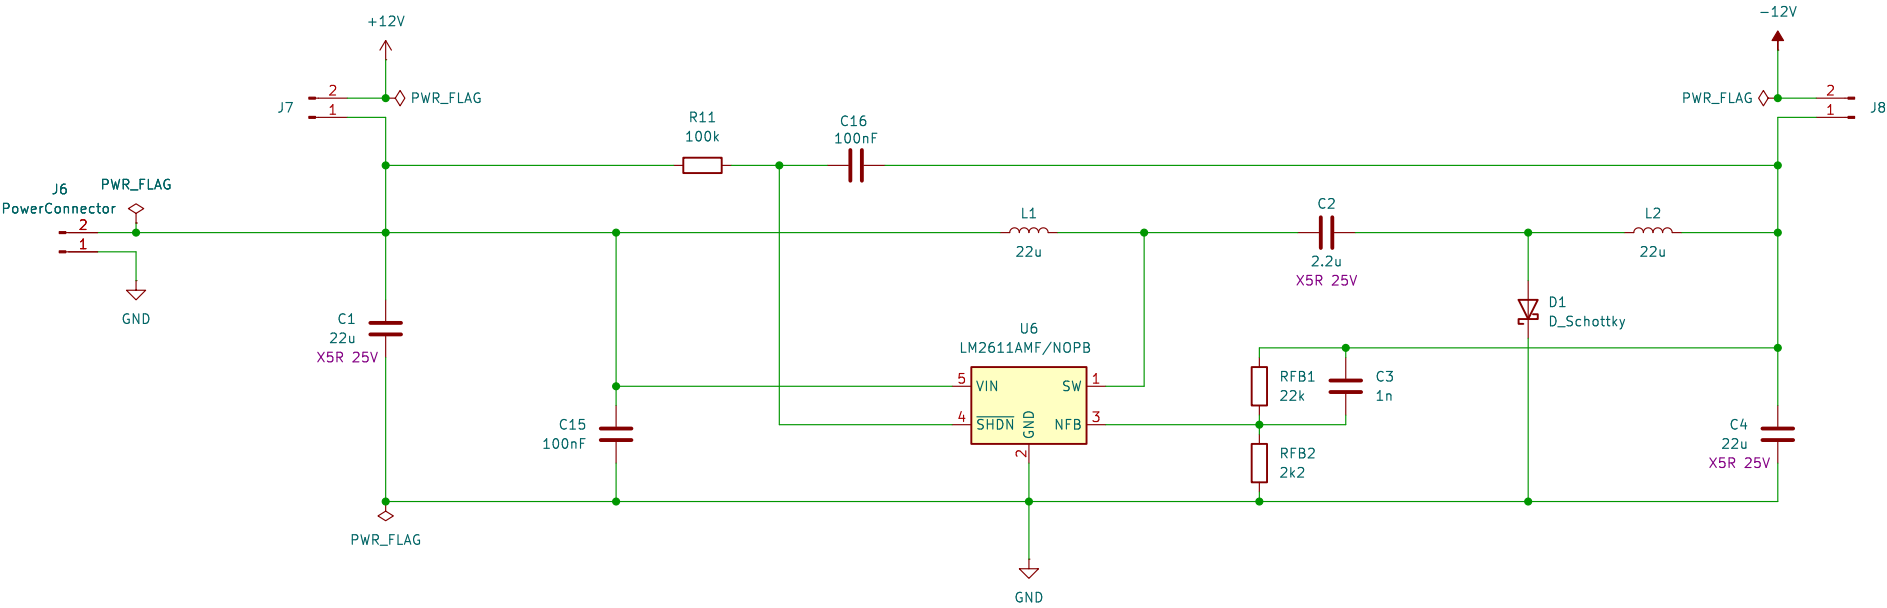 +12V
-12V
2
1
J7
PWR_FLAG
PWR_FLAG
2
1
J8
R11
100k
C16
100nF
J6
PowerConnector
PWR_FLAG
2
1
GND
L1
22u
C2
2.2u
X5R 25V
L2
22u
D1
D_Schottky
C1
22u
X5R 25V
U6
LM2611AMF/NOPB
5
VIN
SW
1
4
SHDN
GND
NFB
3
2
RFB1
22k
C3
1n
C15
100nF
RFB2
2k2
C4
22u
X5R 25V
PWR_FLAG
GND